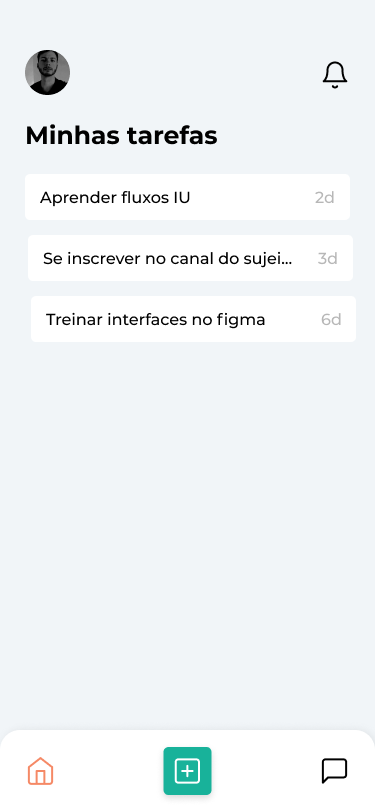 Minhas tarefas
Aprender fluxos IU 2d
Se inscrever no canal do sujei... 3d
Treinar interfaces no figma 6d